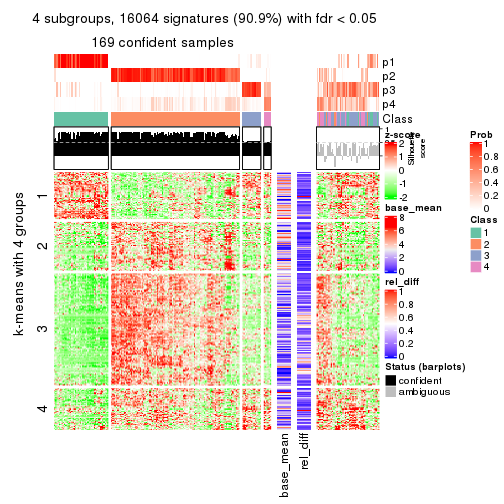 4 subgroups, 16064 signatures (90.9%) with fdr < 0.05
169 confident samples
p1
p2
p3
p4
Class
1
Silhouette
score
k-means with 4 groups
1
2
3
4
base_mean
rel_diff
z-score
2
1
0
-1
-2
base_mean
8
6
4
2
0
rel_diff
1
0.8
0.6
0.4
0.2
0
Status (barplots)
confident
ambiguous
Prob
1
0.8
0.6
0.4
0.2
0
Class
1
2
3
4